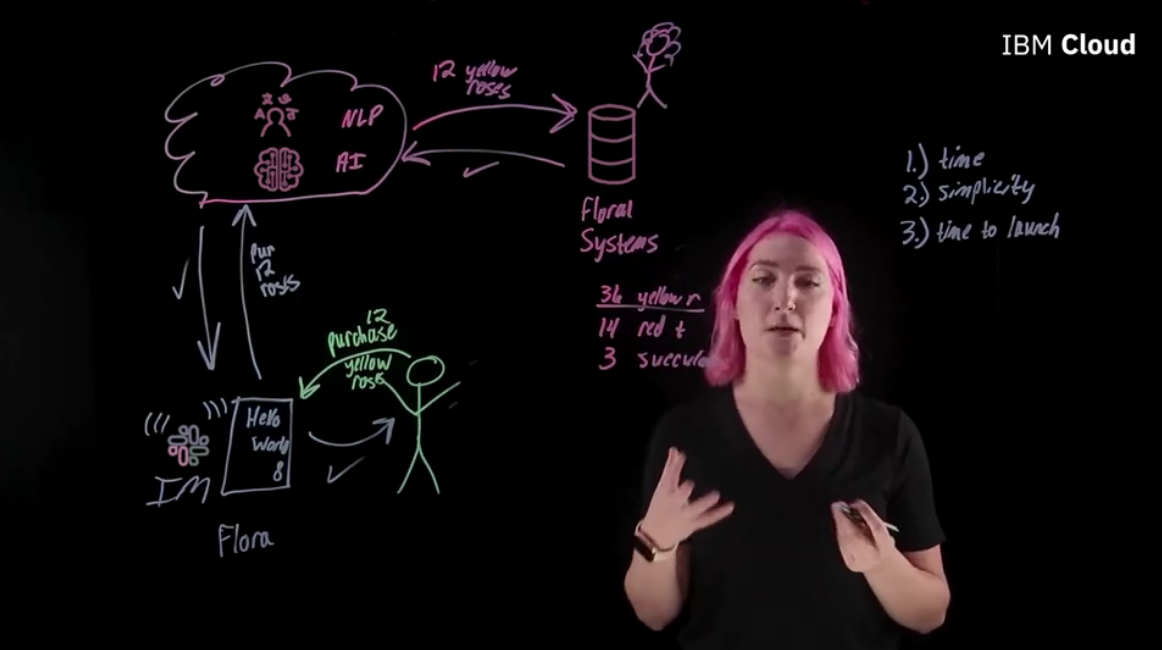 IBM Cloud
12 yellow
roses
NLP
AI
Floral
Systems
1.) time
2.) simplicity
3.) time to launch
pur
12
roses
36 yellow r
14 red t
3 succule
12
purchase
yellow
roses
Hello
World
8
IM
Flora